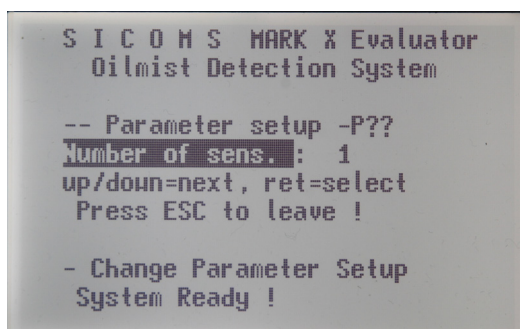 S I C O M S MARK X Evaluator
Oilmist Detection System
-- Parameter setup -P??
Number of sens. : 1
up/down=next, ret=select
Press ESC to leave !
- Change Parameter Setup
System Ready !